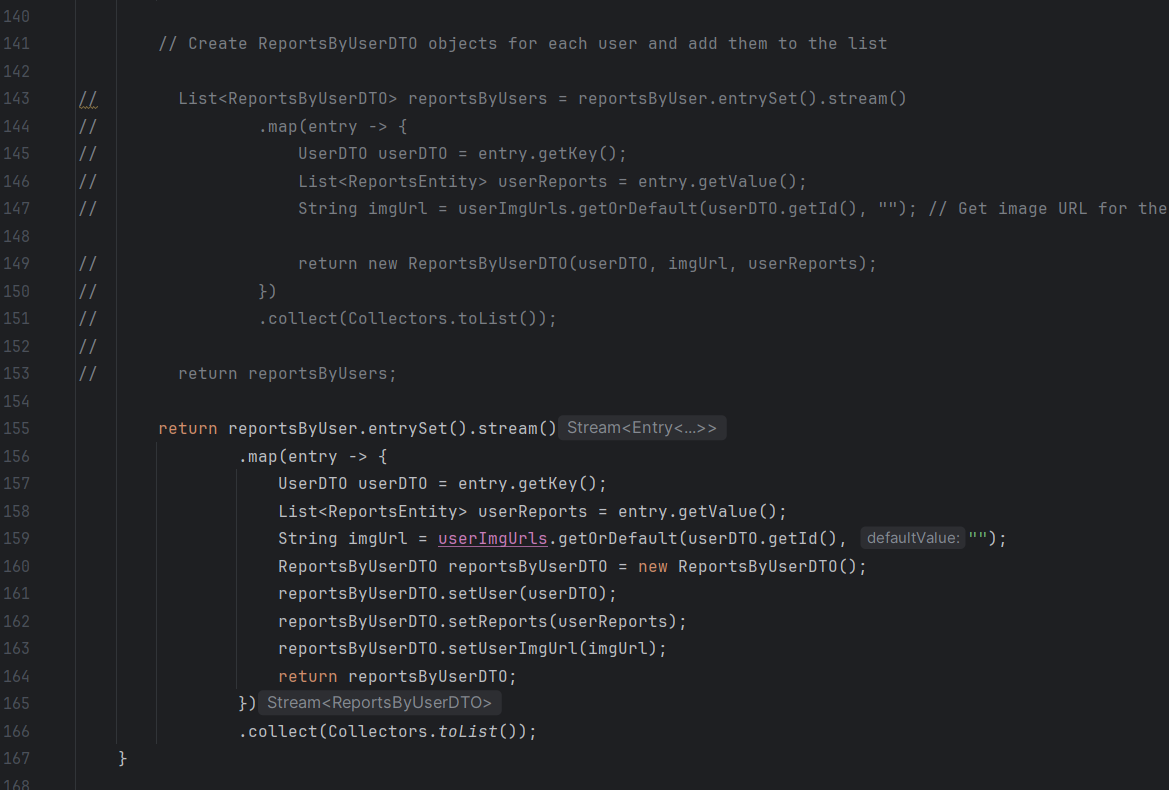 140
141 // Create ReportsByUserDTO objects for each user and add them to the list
142
143 // List<ReportsByUserDTO> reportsByUsers = reportsByUser.entrySet().stream()
144 // .map(entry -> {
145 // UserDTO userDTO = entry.getKey();
146 // List<ReportsEntity> userReports = entry.getValue();
147 // String imgUrl = userImgUrls.getOrDefault(userDTO.getId(), ""); // Get image URL for the
148
149 // return new ReportsByUserDTO(userDTO, imgUrl, userReports);
150 // })
151 // .collect(Collectors.toList());
152 //
153 // return reportsByUsers;
154
155 return reportsByUser.entrySet().stream() Stream<Entry<...>>
156 .map(entry -> {
157 UserDTO userDTO = entry.getKey();
158 List<ReportsEntity> userReports = entry.getValue();
159 String imgUrl = userImgUrls.getOrDefault(userDTO.getId(), defaultValue: "");
160 ReportsByUserDTO reportsByUserDTO = new ReportsByUserDTO();
161 reportsByUserDTO.setUser(userDTO);
162 reportsByUserDTO.setReports(userReports);
163 reportsByUserDTO.setUserImgUrl(imgUrl);
164 return reportsByUserDTO;
165 }) Stream<ReportsByUserDTO>
166 .collect(Collectors.toList());
167 }
168